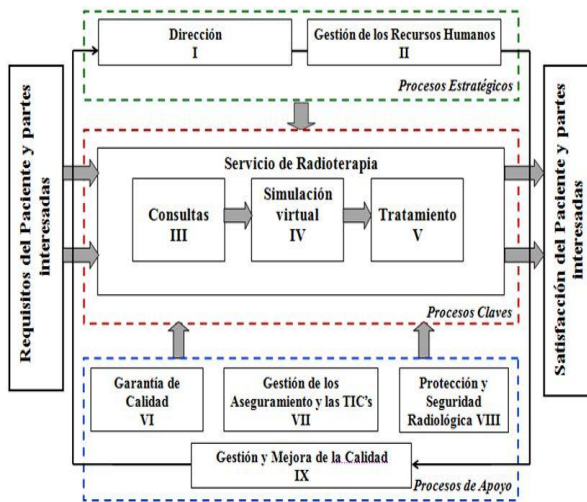 Dirección
I
Gestión de los Recursos Humanos
II
Procesos Estratégicos
Requisitos del Paciente y partes
interesadas
Servicio de Radioterapia
Consultas
III
Simulación
virtual
IV
Tratamiento
V
Procesos Claves
Satisfacción del Paciente y partes
interesadas
Garantía de
Calidad
VI
Gestión de los
Aseguramiento y las TIC's
VII
Protección y
Seguridad
Radiológica VIII
Gestión y Mejora de la Calidad
IX
Procesos de Apoyo